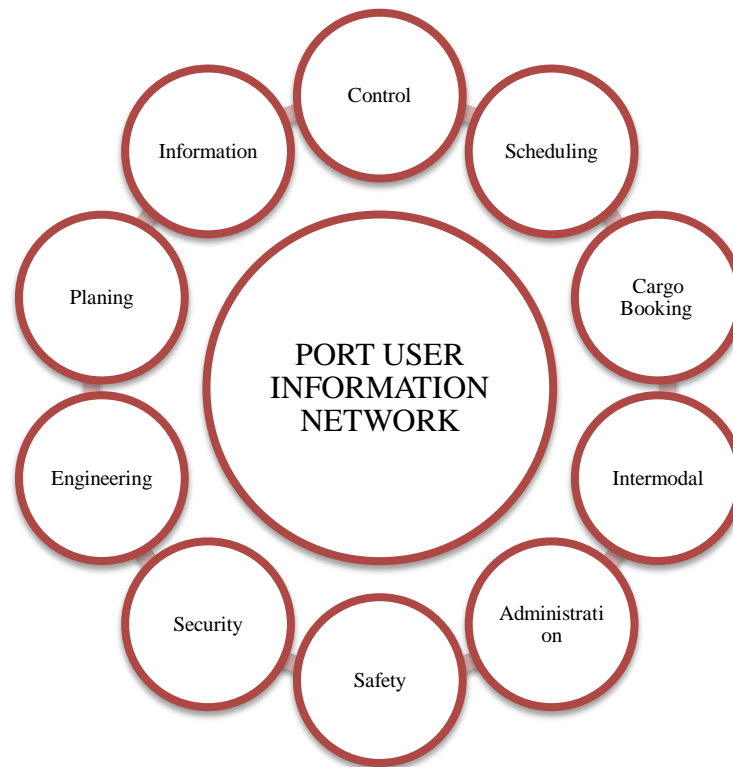 Control
Scheduling
Cargo
Booking
Intermodal
Administrati
on
Safety
Security
Engineering
Planing
Information
PORT USER
INFORMATION
NETWORK